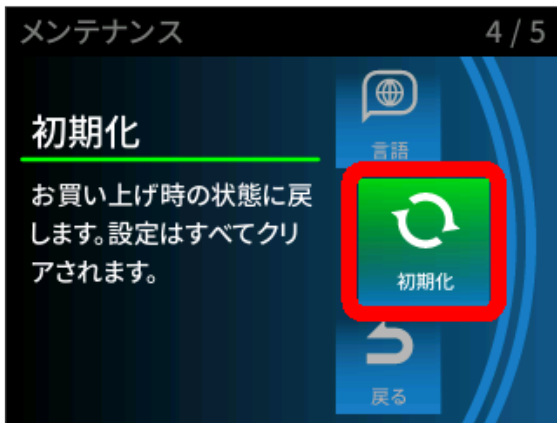 メンテナンス 4 / 5
初期化
お買い上げ時の状態に戻
します。設定はすべてクリ
アされます。
言語
初期化
戻る